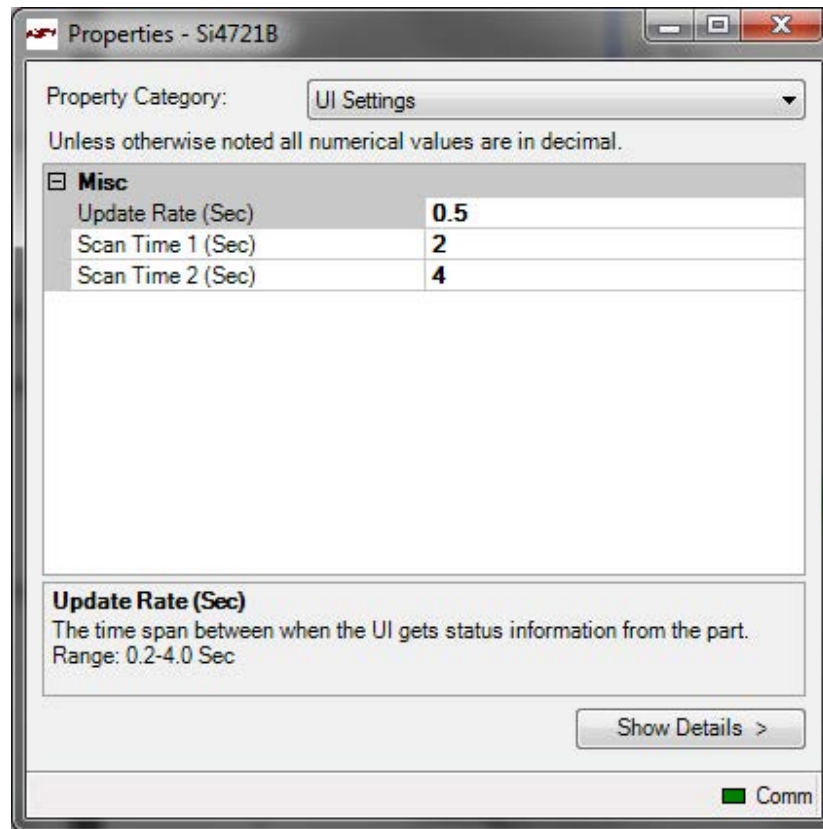 Properties - Si4721B
Property Category: UI Settings
Unless otherwise noted all numerical values are in decimal.
Misc
Update Rate (Sec) 0.5
Scan Time 1 (Sec) 2
Scan Time 2 (Sec) 4
Update Rate (Sec)
The time span between when the UI gets status information from the part.
Range: 0.2-4.0 Sec
Show Details >
Comm